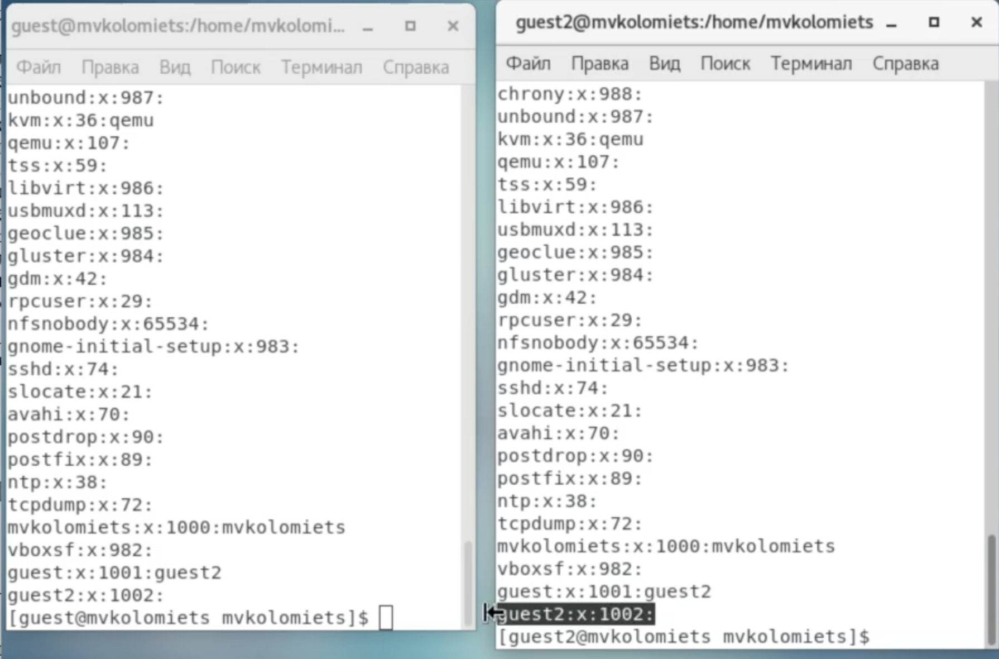 guest@mvkolomiets:/home/mvkolomi...
Файл Правка Вид Поиск Терминал Справка
unbound:x:987:
kvm:x:36:qemu
qemu:x:107:
tss:x:59:
libvirt:x:986:
usbmuxd:x:113:
geoclue:x:985:
gluster:x:984:
gdm:x:42:
rpcuser:x:29:
nfsnobody:x:65534:
gnome-initial-setup:x:983:
sshd:x:74:
slocate:x:21:
avahi:x:70:
postdrop:x:90:
postfix:x:89:
ntp:x:38:
tcpdump:x:72:
mvkolomiets:x:1000:mvkolomiets
vboxsf:x:982:
guest:x:1001:guest2
guest2:x:1002:
[guest@mvkolomiets mvkolomiets]$
guest2@mvkolomiets:/home/mvkolomiets
Файл Правка Вид Поиск Терминал Справка
chrony:x:988:
unbound:x:987:
kvm:x:36:qemu
qemu:x:107:
tss:x:59:
libvirt:x:986:
usbmuxd:x:113:
geoclue:x:985:
gluster:x:984:
gdm:x:42:
rpcuser:x:29:
nfsnobody:x:65534:
gnome-initial-setup:x:983:
sshd:x:74:
slocate:x:21:
avahi:x:70:
postdrop:x:90:
postfix:x:89:
ntp:x:38:
tcpdump:x:72:
mvkolomiets:x:1000:mvkolomiets
vboxsf:x:982:
guest:x:1001:guest2
guest2:x:1002:
[guest2@mvkolomiets mvkolomiets]$